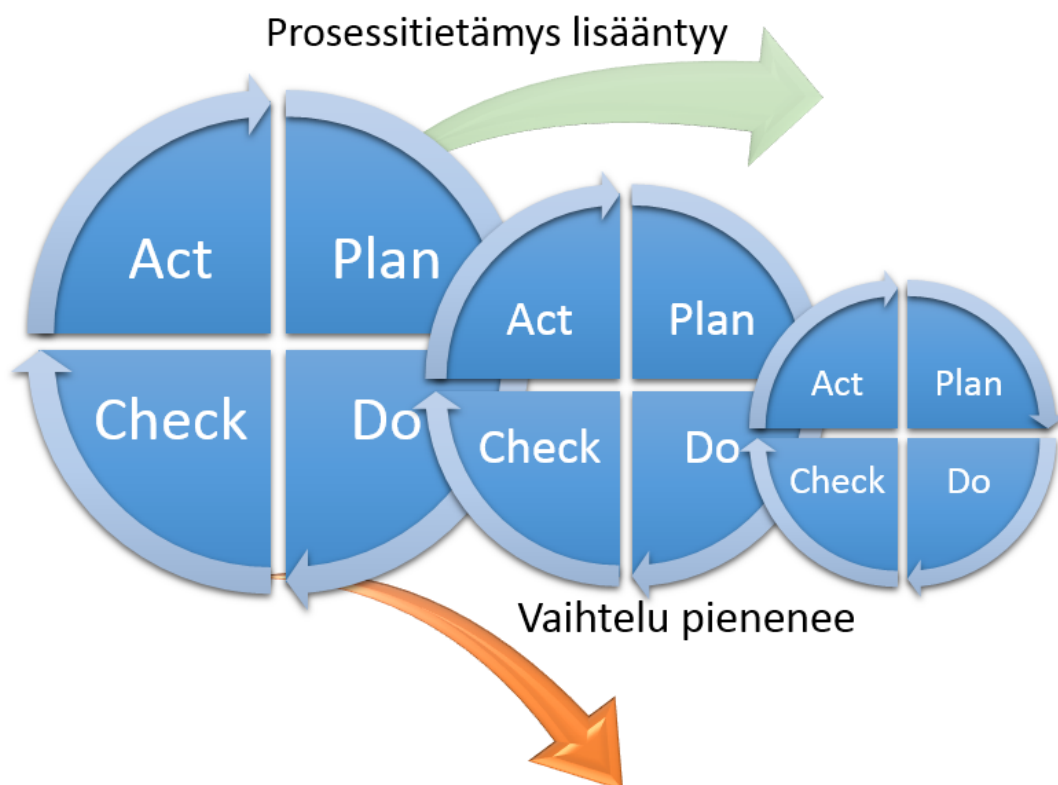 Prosessitietämys lisääntyy
Act
Plan
Check
Do
Act
Plan
Check
Do
Act
Plan
Check
Do
Vaihtelu pienenee